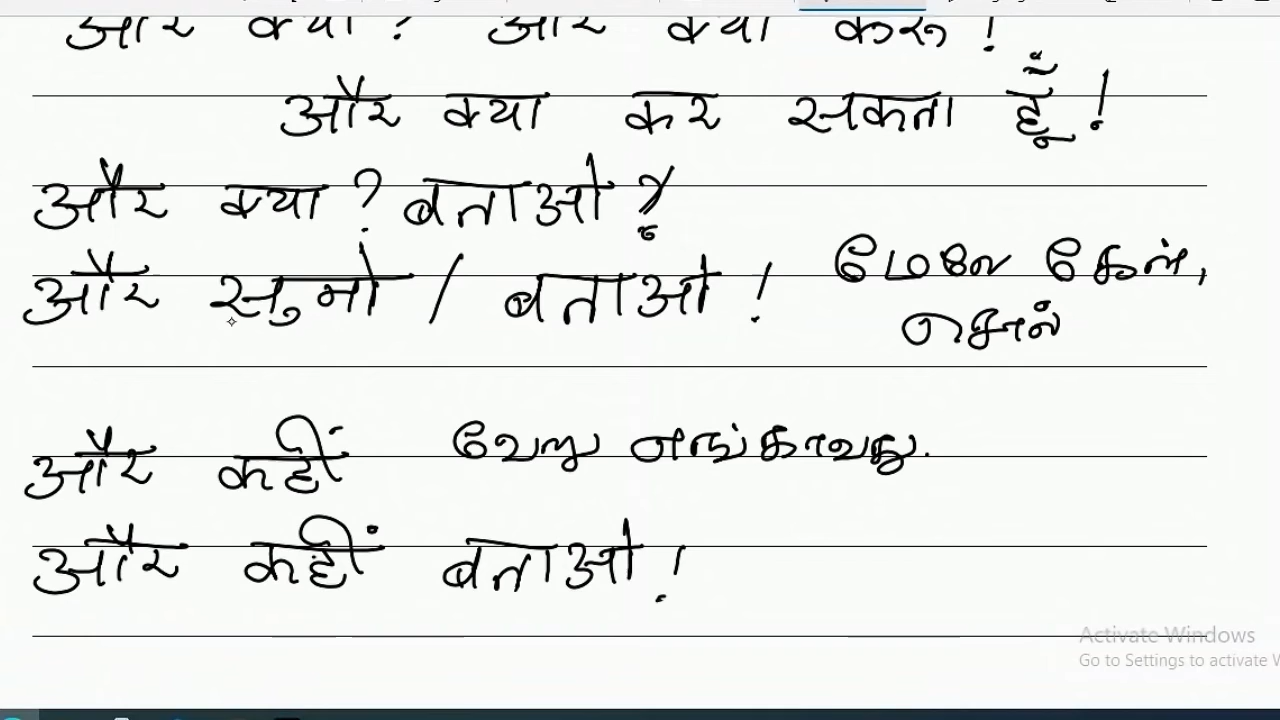 और क्या? और क्या करू!
और क्या कर सकता हूँ!
और क्या? बताओ?
और सुनो / बताओ! மேலே கேள்,
சொல்
और कहीं வேறு எங்காவது.
और कहीं बताओ!
Activate Windows
Go to Settings to activate W